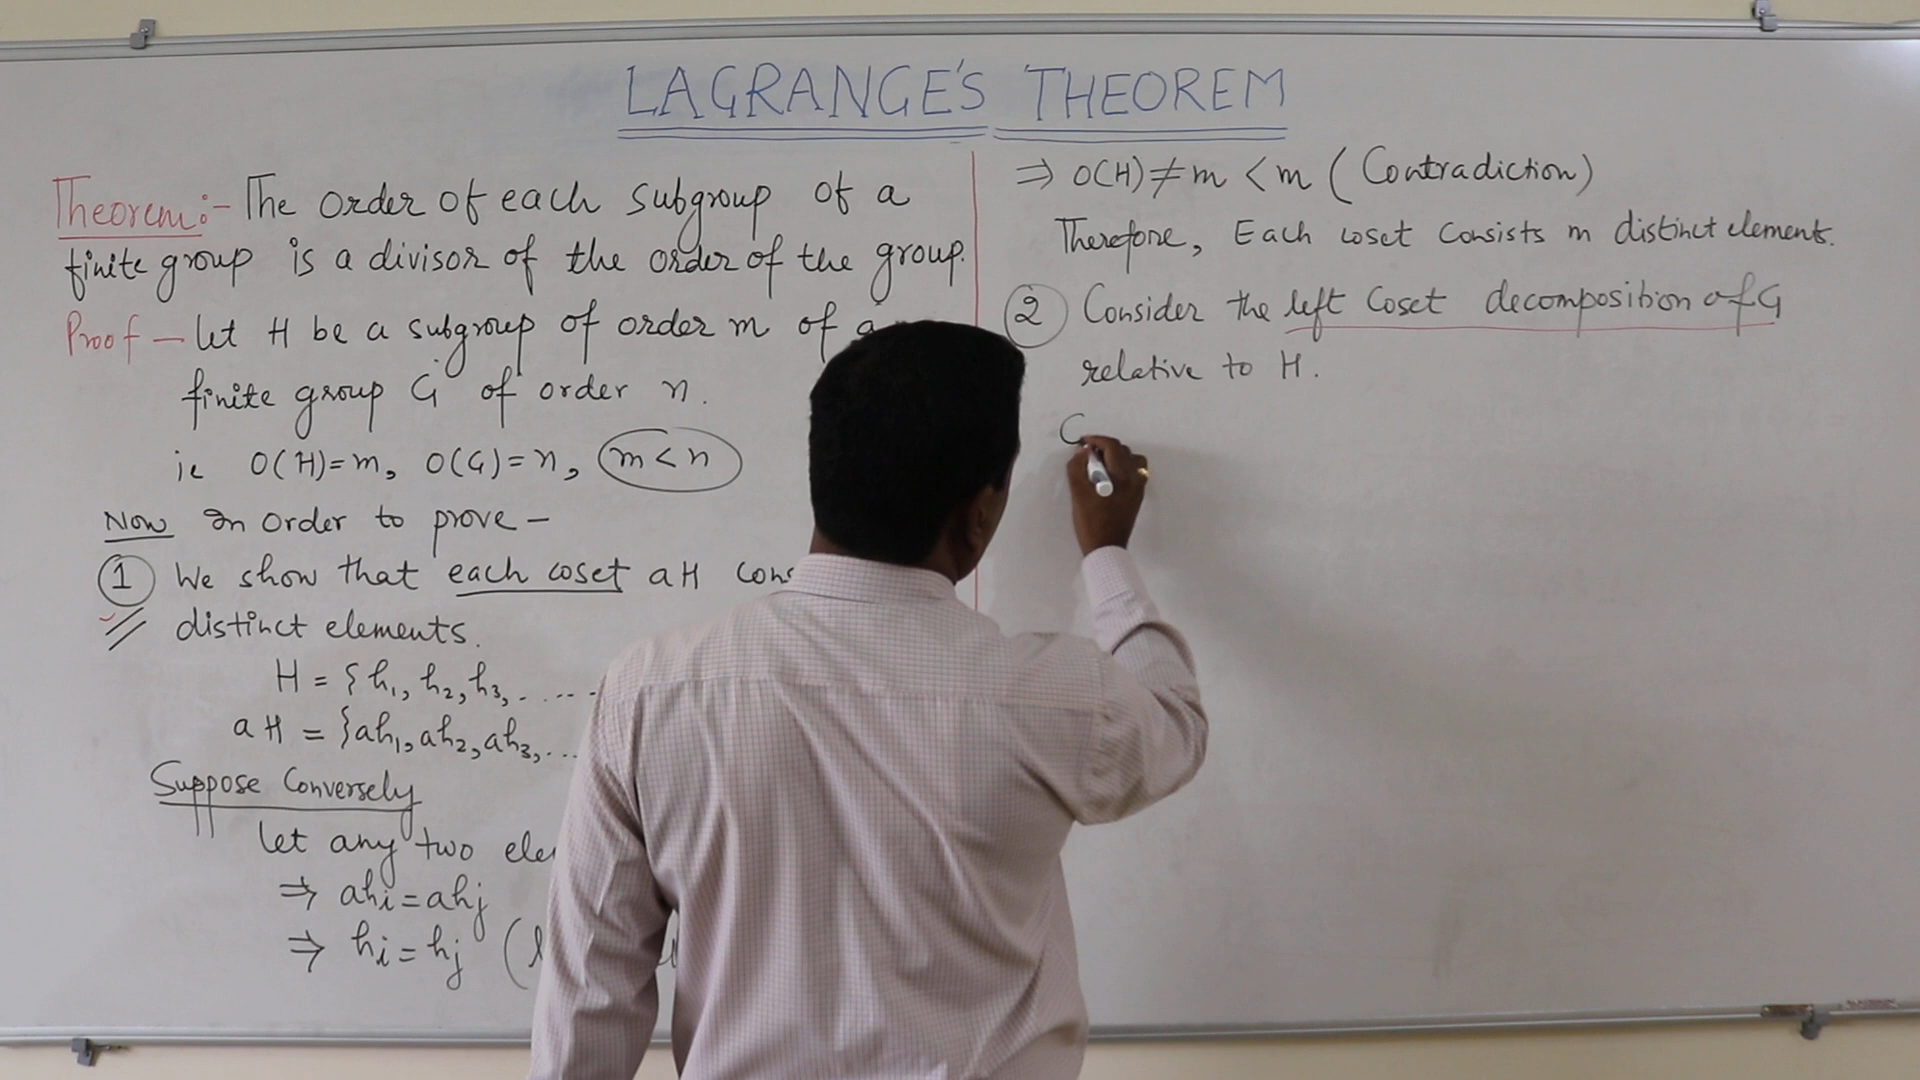 LAGRANGE'S THEOREM
Theorem:- The order of each subgroup of a
finite group is a divisor of the order of the group.
Proof - let H be a subgroup of order m of a
finite group G of order n.
ie O(H)=m, O(G)=n, m<n
Now In order to prove -
1 We show that each coset aH
distinct elements.
H = {h₁, h₂, h₃, .....
aH = {ah₁, ah₂, ah₃, ...
Suppose Conversely
let any two
⇒ ahi = ahj
⇒ hi = hj (
⇒ O(H) ≠ m < m (Contradiction)
Therefore, Each coset consists m distinct elements.
2 Consider the left Coset decomposition of G
relative to H.